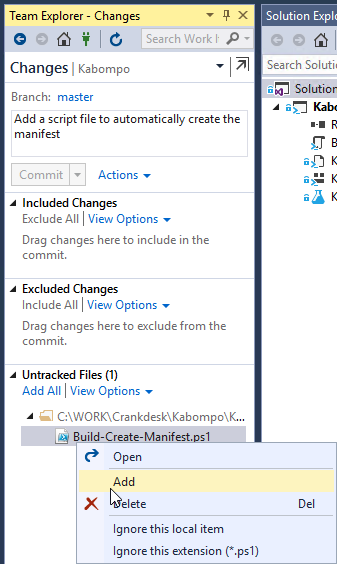 Team Explorer - Changes
Search Work I
Changes | Kabompo
Branch: master
Add a script file to automatically create the
manifest
Commit
Actions
Included Changes
Exclude All | View Options
Drag changes here to include in the
commit.
Excluded Changes
Include All | View Options
Drag changes here to exclude from the
commit.
Untracked Files (1)
Add All | View Options
C:\WORK\Crankdesk\Kabompo\K...
Build-Create-Manifest.ps1
Open
Add
Delete Del
Ignore this local item
Ignore this extension (*.ps1)
Solution Explo
Search Soluti
Solution
Kabo
R
B
K
K
K